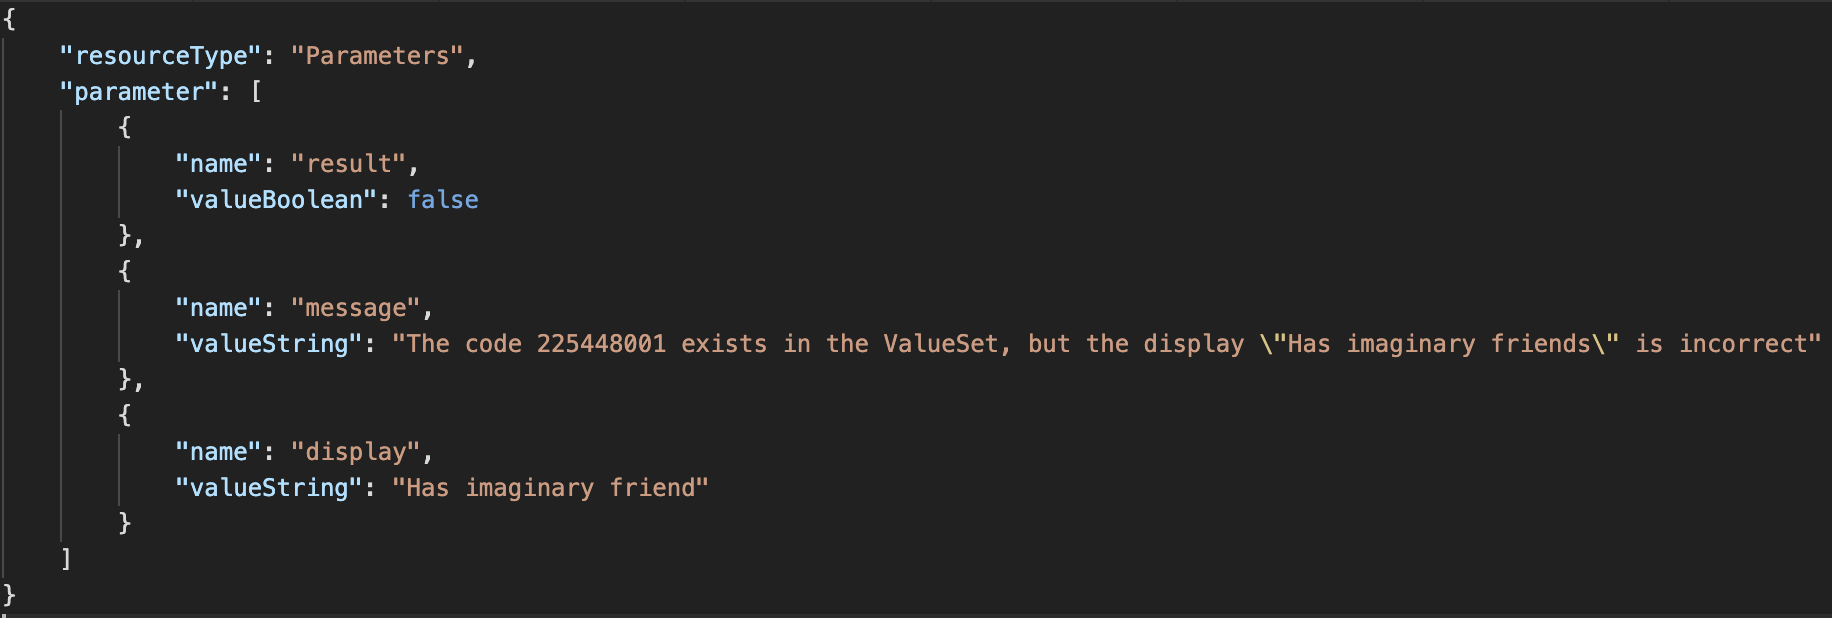 {
    "resourceType": "Parameters",
    "parameter": [
        {
            "name": "result",
            "valueBoolean": false
        },
        {
            "name": "message",
            "valueString": "The code 225448001 exists in the ValueSet, but the display \"Has imaginary friends\" is incorrect"
        },
        {
            "name": "display",
            "valueString": "Has imaginary friend"
        }
    ]
}